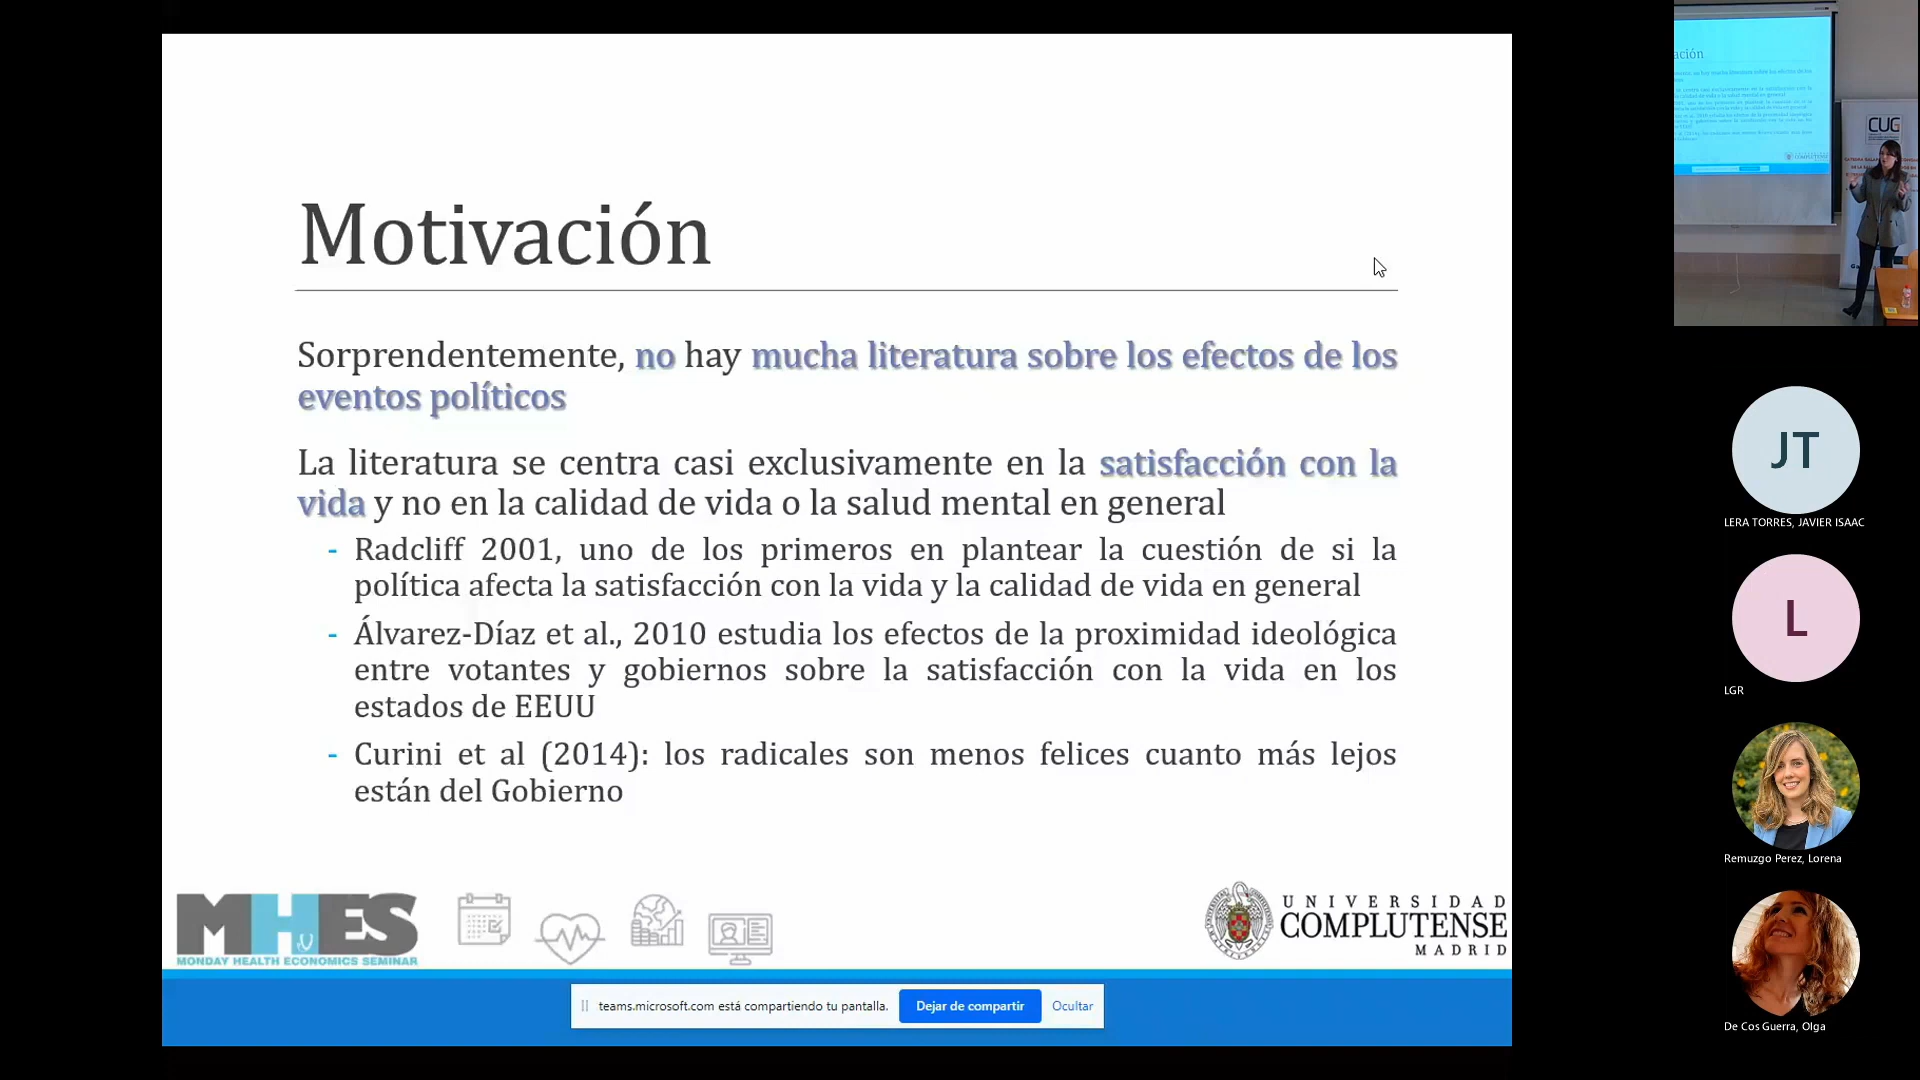 Motivación
Sorprendentemente, no hay mucha literatura sobre los efectos de los
eventos políticos
La literatura se centra casi exclusivamente en la satisfacción con la
vida y no en la calidad de vida o la salud mental en general
- Radcliff 2001, uno de los primeros en plantear la cuestión de si la
política afecta la satisfacción con la vida y la calidad de vida en general
- Álvarez-Díaz et al., 2010 estudia los efectos de la proximidad ideológica
entre votantes y gobiernos sobre la satisfacción con la vida en los
estados de EEUU
- Curini et al (2014): los radicales son menos felices cuanto más lejos
están del Gobierno
MHES
MONDAY HEALTH ECONOMICS SEMINAR
UNIVERSIDAD
COMPLUTENSE
MADRID
teams.microsoft.com está compartiendo tu pantalla.
Dejar de compartir
Ocultar
ación
CUG
JT
LERA TORRES, JAVIER ISAAC
L
LGR
Remuzgo Perez, Lorena
De Cos Guerra, Olga